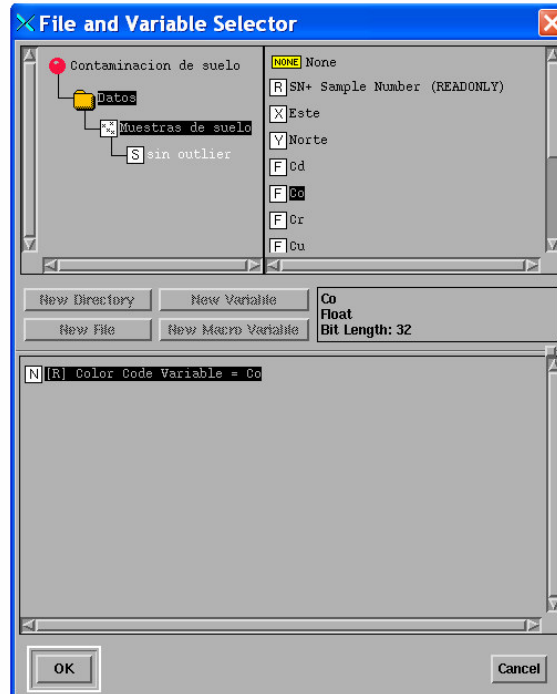 File and Variable Selector
Contaminacion de suelo
Datos
Muestras de suelo
S sin outlier
NONE None
R SN+ Sample Number (READONLY)
X Este
Y Norte
F Cd
F Co
F Cr
F Cu
New Directory
New Variable
New File
New Macro Variable
Co
Float
Bit Length: 32
N [R] Color Code Variable = Co
OK
Cancel